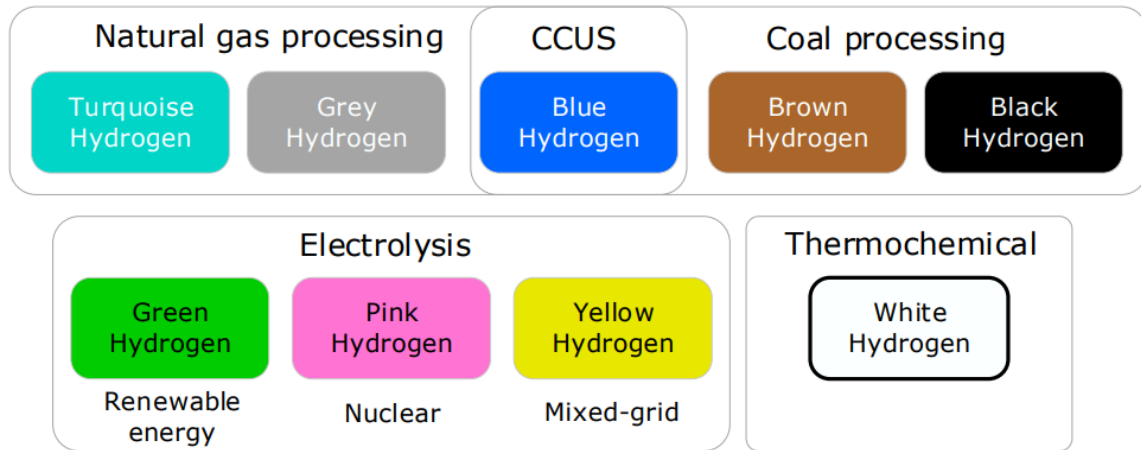 Natural gas processing
CCUS
Coal processing
Turquoise
Hydrogen
Grey
Hydrogen
Blue
Hydrogen
Brown
Hydrogen
Black
Hydrogen
Electrolysis
Thermochemical
Green
Hydrogen
Pink
Hydrogen
Yellow
Hydrogen
White
Hydrogen
Renewable
energy
Nuclear
Mixed-grid